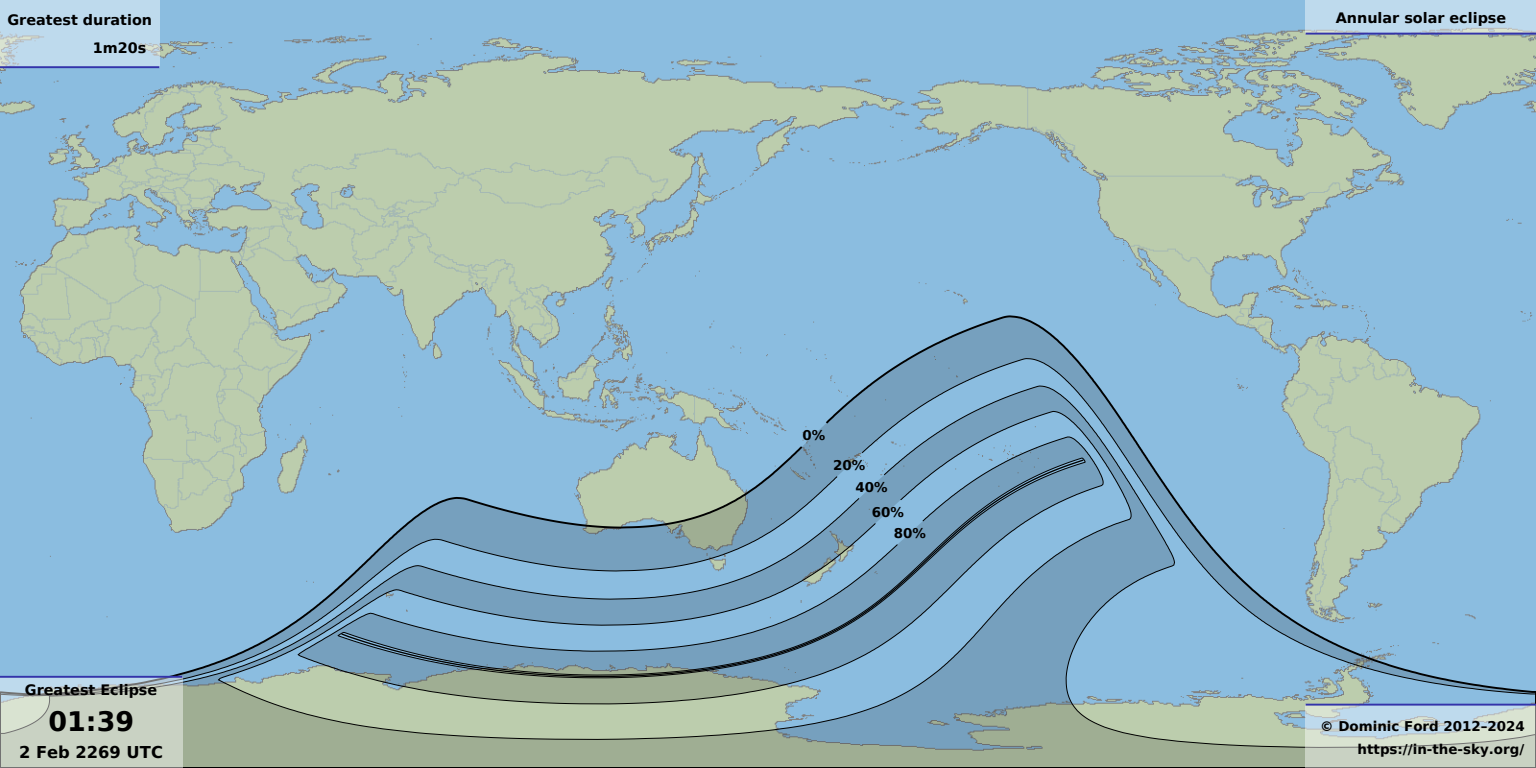 Greatest duration
1m20s
Annular solar eclipse
0%
20%
40%
60%
80%
Greatest Eclipse
01:39
2 Feb 2269 UTC
© Dominic Ford 2012–2024
https://in-the-sky.org/